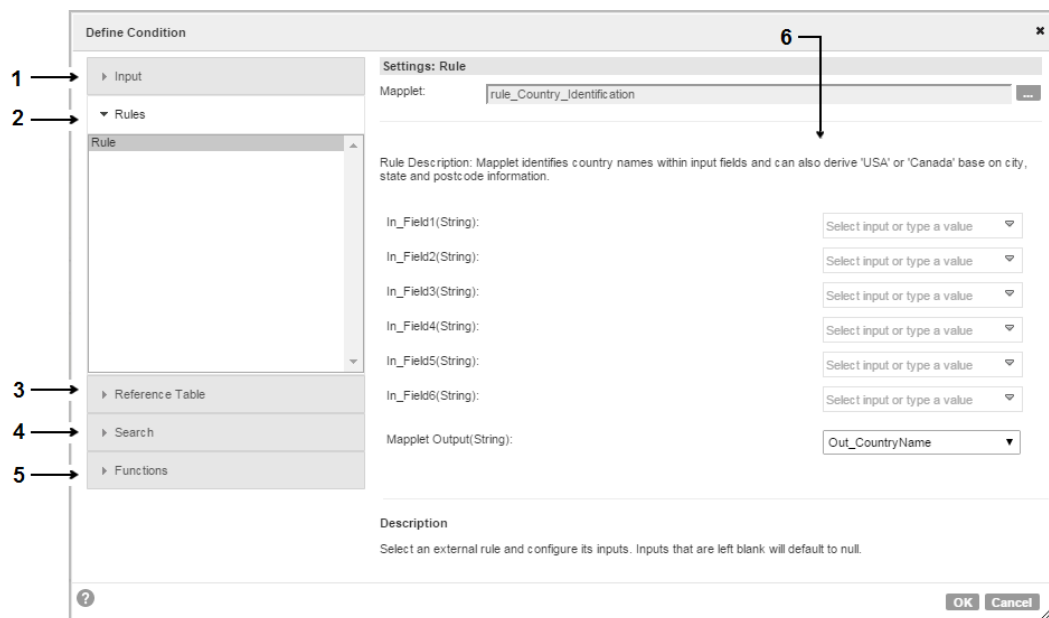 Define Condition
6
1
Input
Settings: Rule
Mapplet:
rule_Country_Identification
...
2
Rules
Rule
Rule Description: Mapplet identifies country names within input fields and can also derive 'USA' or 'Canada' base on city,
state and postcode information.
In_Field1(String):
Select input or type a value
In_Field2(String):
Select input or type a value
In_Field3(String):
Select input or type a value
In_Field4(String):
Select input or type a value
In_Field5(String):
Select input or type a value
In_Field6(String):
Select input or type a value
3
Reference Table
4
Search
Mapplet Output(String):
Out_CountryName
5
Functions
Description
Select an external rule and configure its inputs. Inputs that are left blank will default to null.
?
OK
Cancel